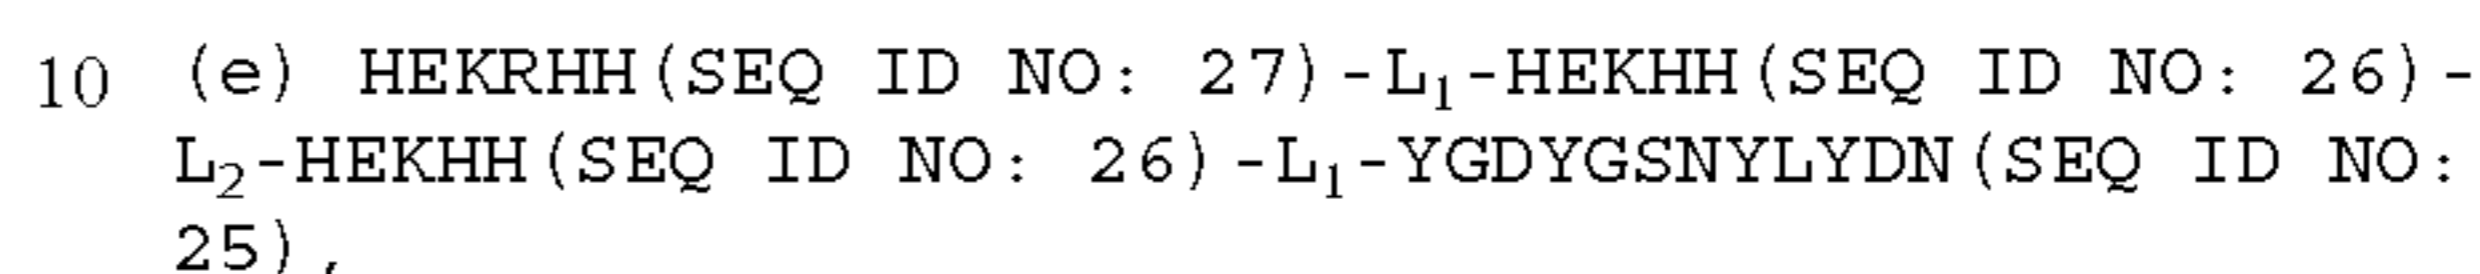 10 (e) HEKRHH(SEQ ID NO: 27)-L₁-HEKHH(SEQ ID NO: 26)-
L₂-HEKHH(SEQ ID NO: 26)-L₁-YGDYGSNYLYDN(SEQ ID NO:
25),